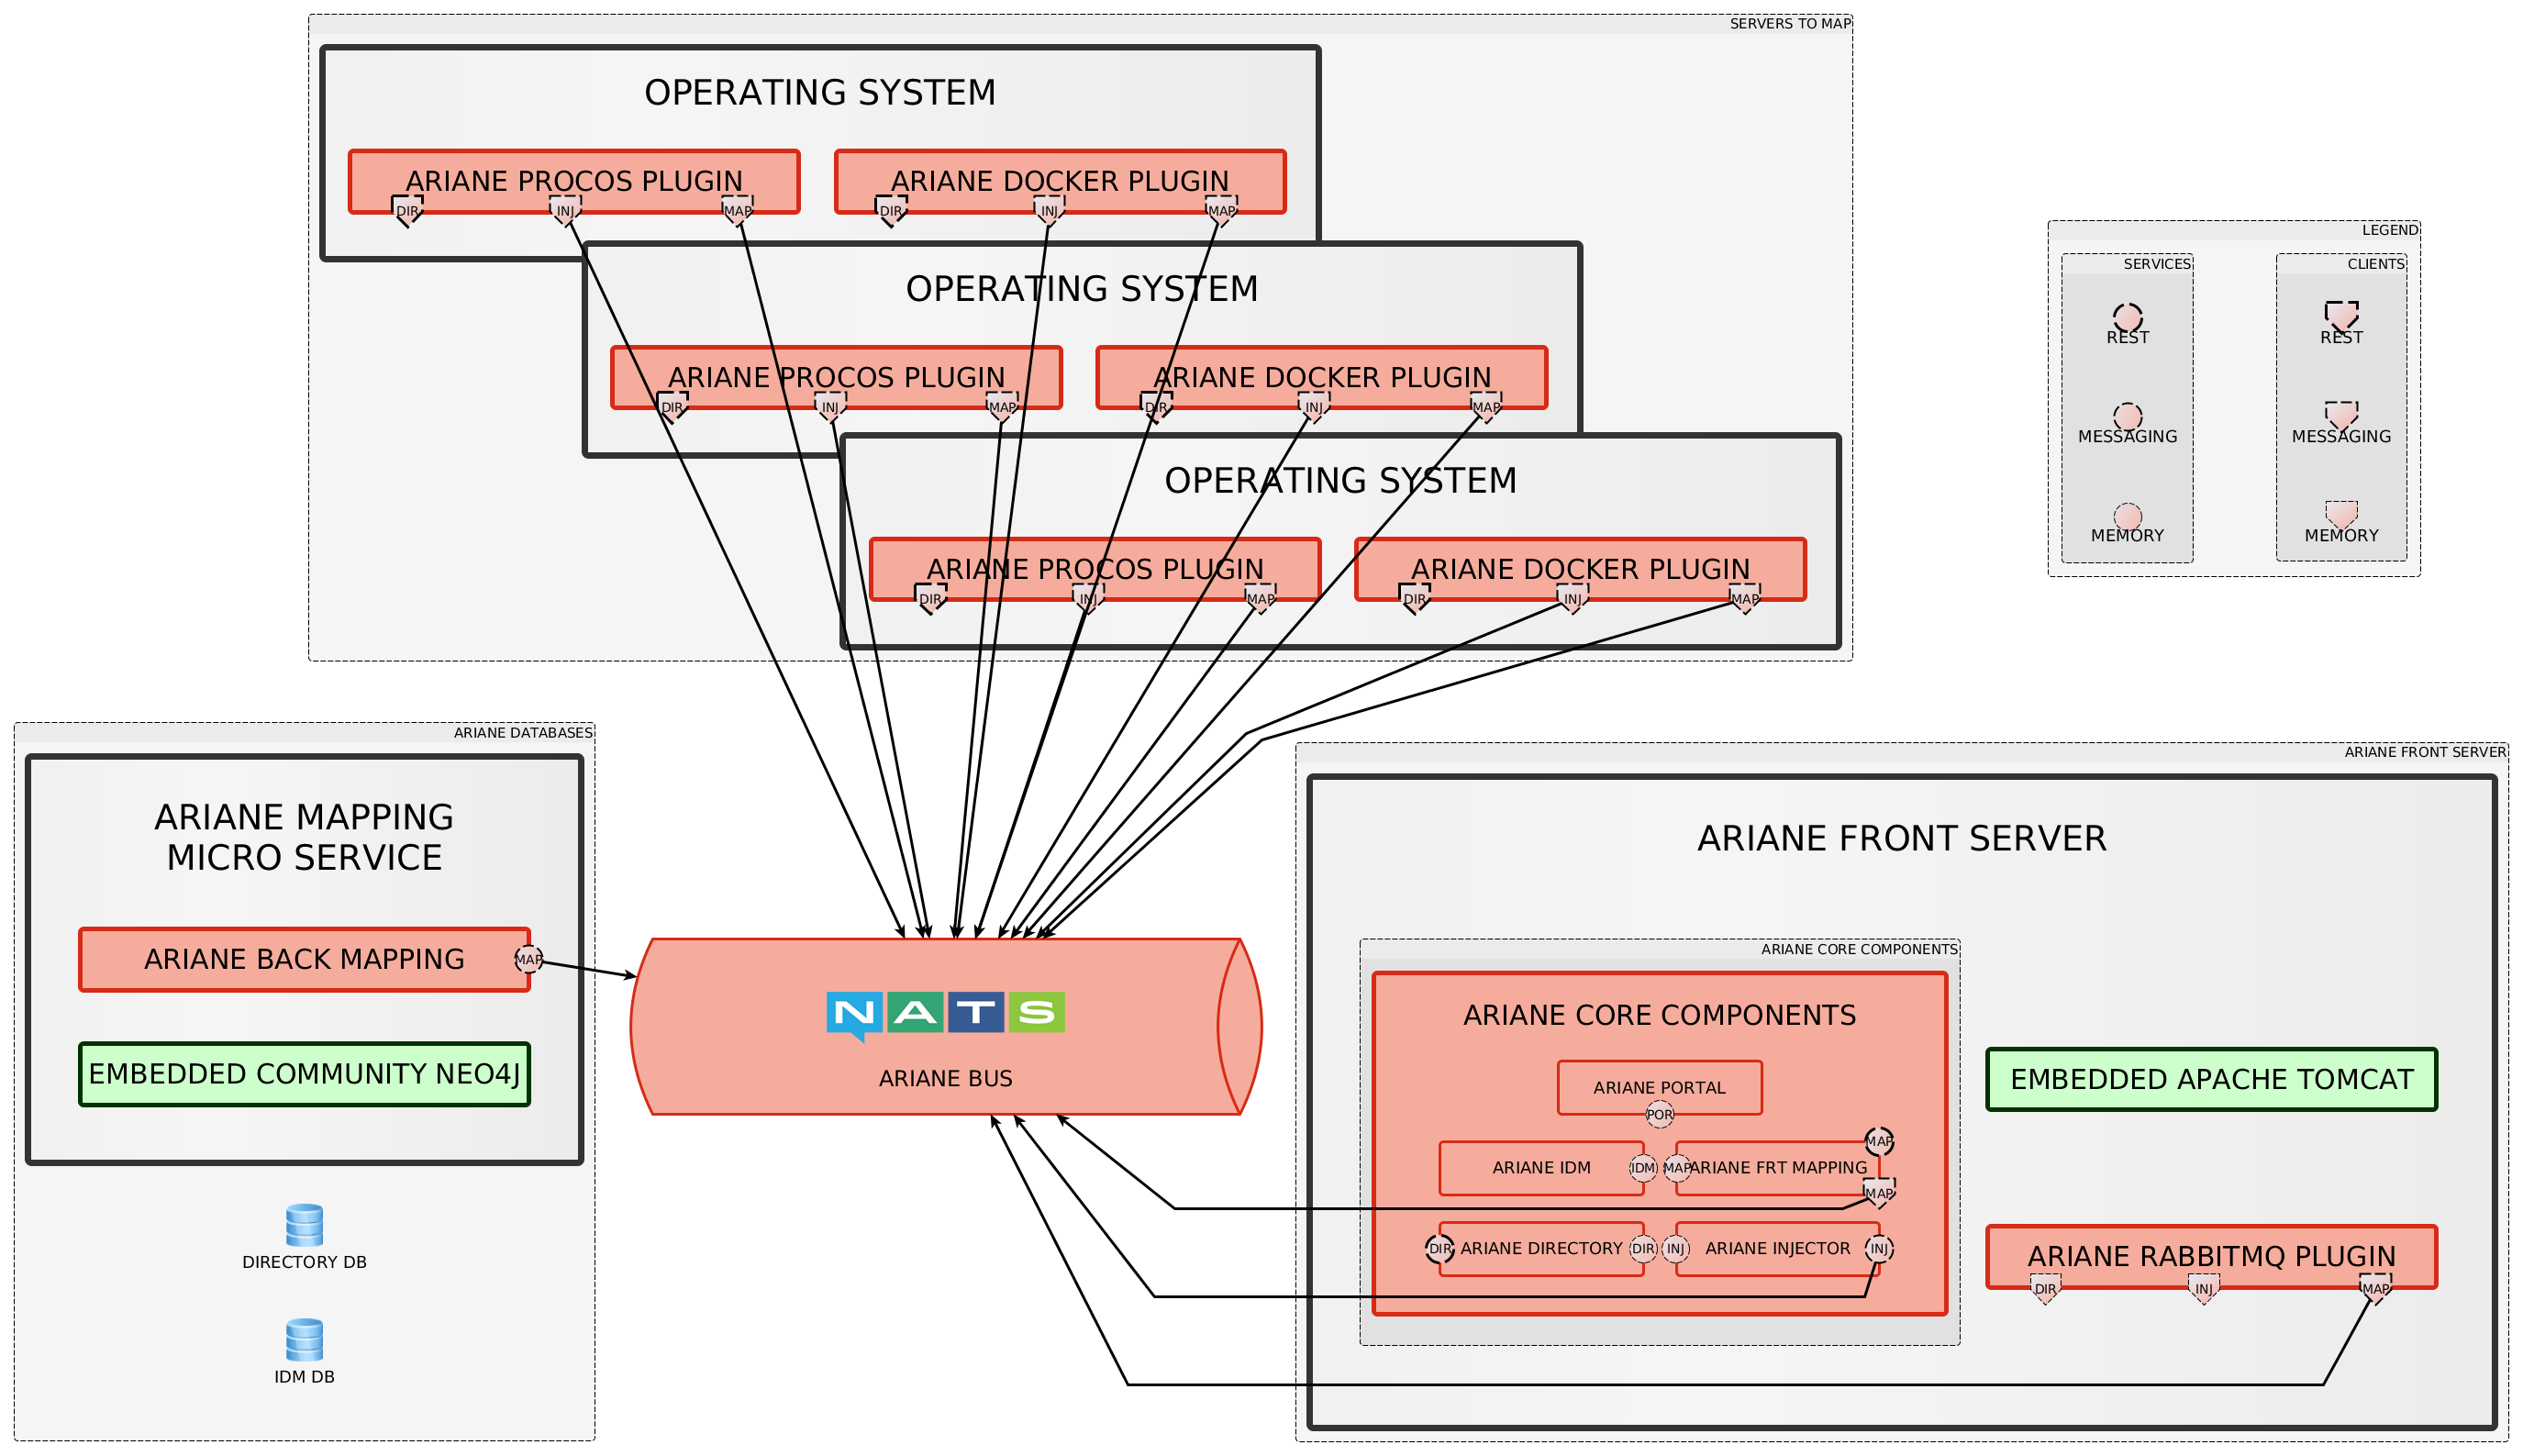 SERVERS TO MAP
OPERATING SYSTEM
ARIANE PROCOS PLUGIN
DIR
INJ
MAP
ARIANE DOCKER PLUGIN
DIR
INJ
MAP
OPERATING SYSTEM
ARIANE PROCOS PLUGIN
DIR
INJ
MAP
ARIANE DOCKER PLUGIN
DIR
INJ
MAP
OPERATING SYSTEM
ARIANE PROCOS PLUGIN
DIR
INJ
MAP
ARIANE DOCKER PLUGIN
DIR
INJ
MAP
LEGEND
SERVICES
REST
MESSAGING
MEMORY
CLIENTS
REST
MESSAGING
MEMORY
ARIANE DATABASES
ARIANE MAPPING
MICRO SERVICE
ARIANE BACK MAPPING
MAP
EMBEDDED COMMUNITY NEO4J
DIRECTORY DB
IDM DB
NATS
ARIANE BUS
ARIANE FRONT SERVER
ARIANE FRONT SERVER
ARIANE CORE COMPONENTS
ARIANE CORE COMPONENTS
ARIANE PORTAL
POR
ARIANE IDM
IDM
MAP
ARIANE FRT MAPPING
MAP
MAP
DIR
ARIANE DIRECTORY
DIR
INJ
ARIANE INJECTOR
INJ
EMBEDDED APACHE TOMCAT
ARIANE RABBITMQ PLUGIN
DIR
INJ
MAP